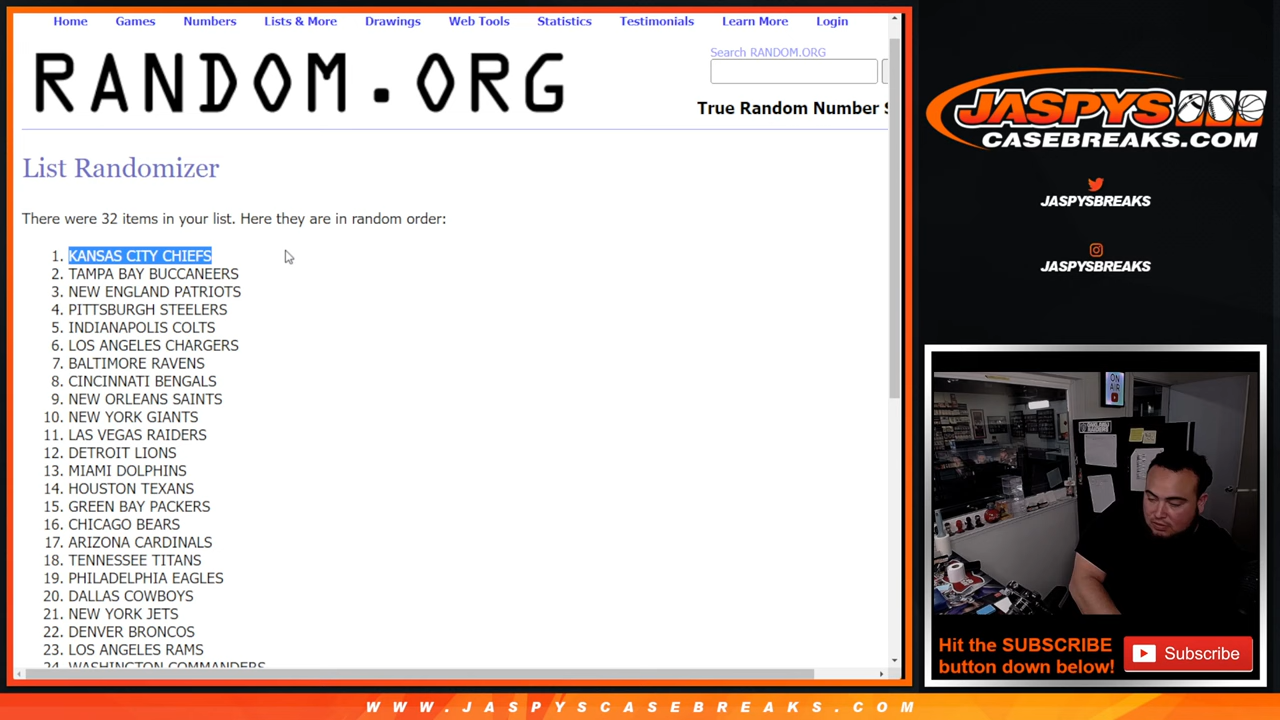 Home Games Numbers Lists & More Drawings Web Tools Statistics Testimonials Learn More Login
RANDOM.ORG
Search RANDOM.ORG
True Random Number S
List Randomizer
There were 32 items in your list. Here they are in random order:
1. KANSAS CITY CHIEFS
2. TAMPA BAY BUCCANEERS
3. NEW ENGLAND PATRIOTS
4. PITTSBURGH STEELERS
5. INDIANAPOLIS COLTS
6. LOS ANGELES CHARGERS
7. BALTIMORE RAVENS
8. CINCINNATI BENGALS
9. NEW ORLEANS SAINTS
10. NEW YORK GIANTS
11. LAS VEGAS RAIDERS
12. DETROIT LIONS
13. MIAMI DOLPHINS
14. HOUSTON TEXANS
15. GREEN BAY PACKERS
16. CHICAGO BEARS
17. ARIZONA CARDINALS
18. TENNESSEE TITANS
19. PHILADELPHIA EAGLES
20. DALLAS COWBOYS
21. NEW YORK JETS
22. DENVER BRONCOS
23. LOS ANGELES RAMS
24. WASHINGTON COMMANDERS
JASPYS
CASEBREAKS.COM
JASPYSBREAKS
JASPYSBREAKS
ON
AIR
Hit the SUBSCRIBE
button down below!
Subscribe
WWW.JASPYSCASEBREAKS.COM